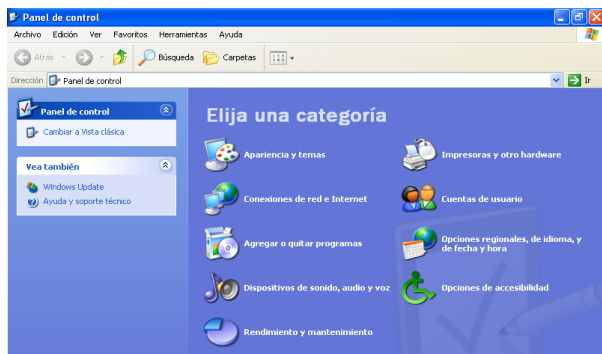 Panel de control
Archivo Edición Ver Favoritos Herramientas Ayuda
Atrás Búsqueda Carpetas
Dirección Panel de control Ir
Panel de control
Cambiar a Vista clásica
Vea también
Windows Update
Ayuda y soporte técnico
Elija una categoría
Apariencia y temas
Impresoras y otro hardware
Conexiones de red e Internet
Cuentas de usuario
Agregar o quitar programas
Opciones regionales, de idioma, y
de fecha y hora
Dispositivos de sonido, audio y voz
Opciones de accesibilidad
Rendimiento y mantenimiento